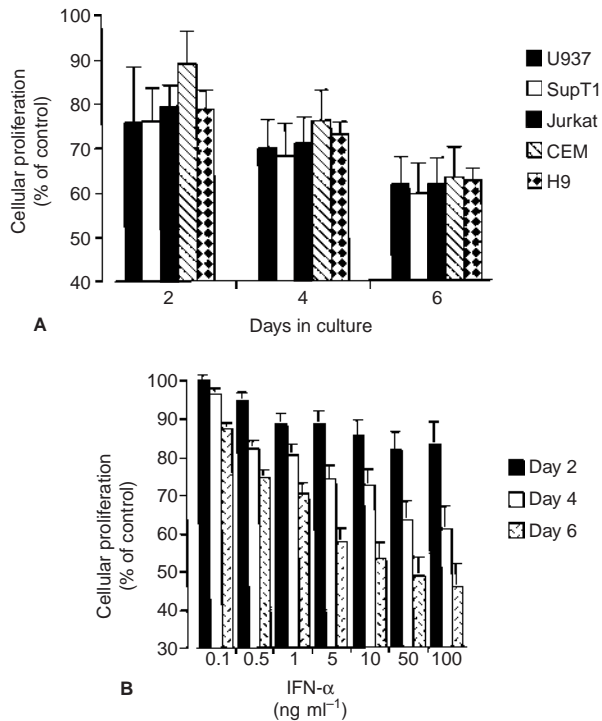 100
90
80
70
60
50
40
Cellular proliferation
(% of control)
2
4
6
Days in culture
A
U937
SupT1
Jurkat
CEM
H9
100
90
80
70
60
50
40
30
Cellular proliferation
(% of control)
0.1
0.5
1
5
10
50
100
IFN-α
(ng ml⁻¹)
B
Day 2
Day 4
Day 6